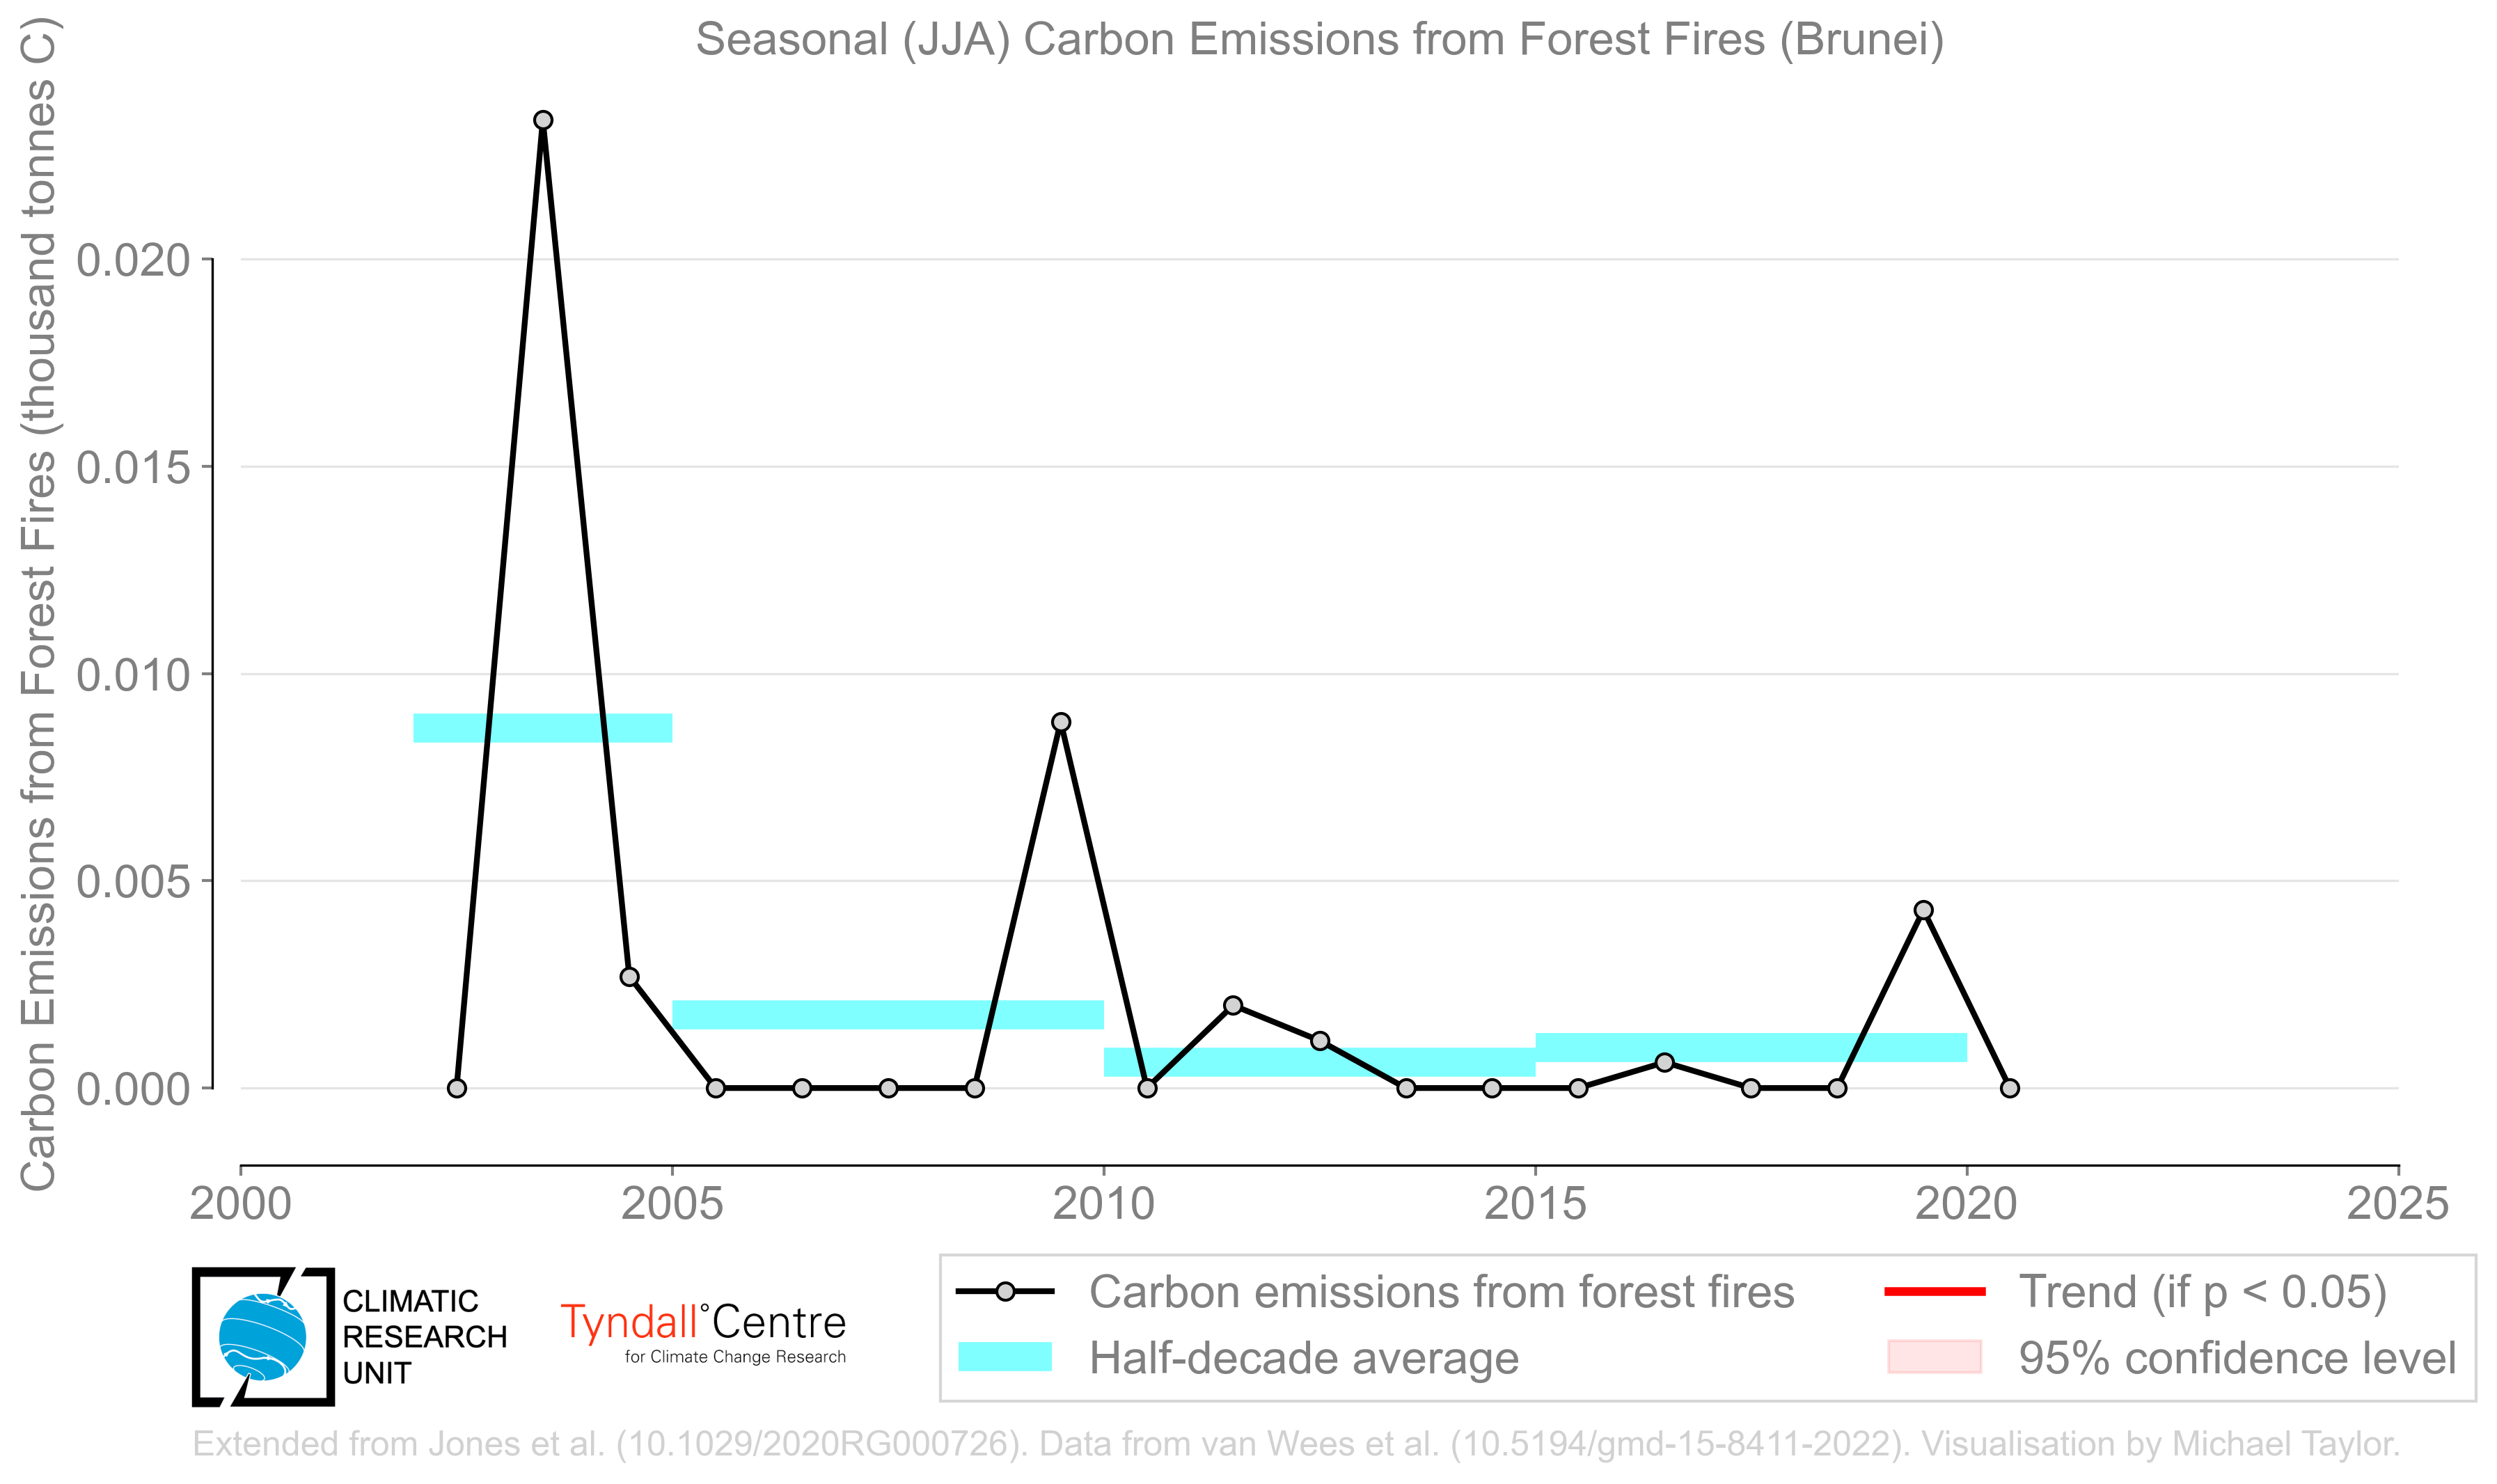 Seasonal (JJA) Carbon Emissions from Forest Fires (Brunei)
Carbon Emissions from Forest Fires (thousand tonnes C)
0.020
0.015
0.010
0.005
0.000
2000 2005 2010 2015 2020 2025
CLIMATIC
RESEARCH
UNIT
Tyndall°Centre
for Climate Change Research
Carbon emissions from forest fires
Half-decade average
Trend (if p < 0.05)
95% confidence level
Extended from Jones et al. (10.1029/2020RG000726). Data from van Wees et al. (10.5194/gmd-15-8411-2022). Visualisation by Michael Taylor.